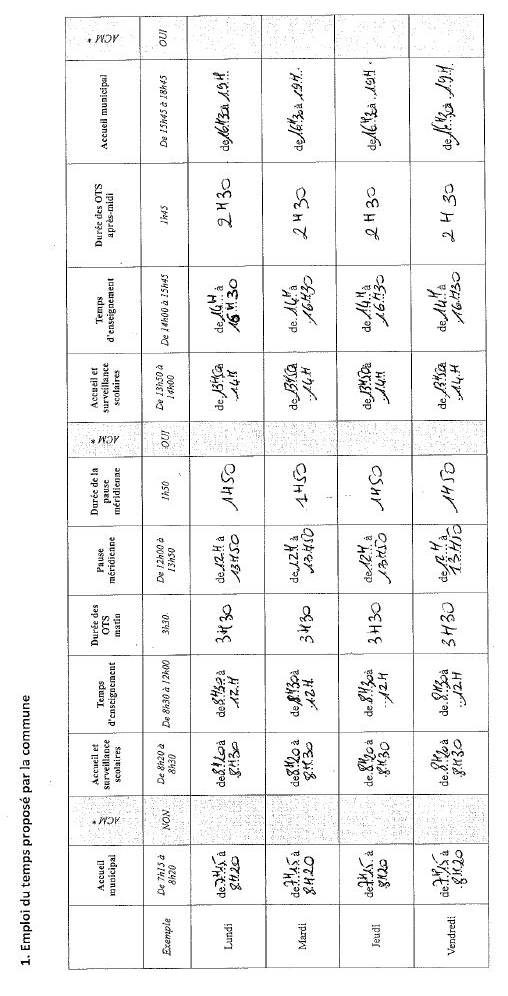 1. Emploi du temps proposé par la commune
Accueil municipal | ACM * | Accueil et surveillance scolaires | Temps d'enseignement | Durée des OTS matin | Pause méridienne | Durée de la pause méridienne | ACM * | Accueil et surveillance scolaires | Temps d'enseignement | Durée des OTS après-midi | Accueil municipal | ACM *
Exemple | De 7h15 à 8h20 | NON | De 8h20 à 8h30 | De 8h30 à 12h00 | 3h30 | De 12h00 à 13h50 | 1h50 | OUI | De 13h50 à 14h00 | De 14h00 à 15h45 | 1h45 | De 15h45 à 18h45 | OUI
Lundi | de 7H15 à 8H20 | de 8H20 à 8H30 | de 8H30 à 12H | 3H30 | de 12H à 13H50 | 1H50 | de 13H50 à 14H | de 14H à 16H30 | 2H30 | de 16H30 à 19H
Mardi | de 7H15 à 8H20 | de 8H20 à 8H30 | de 8H30 à 12H | 3H30 | de 12H à 13H50 | 1H50 | de 13H50 à 14H | de 14H à 16H30 | 2H30 | de 16H30 à 19H
Jeudi | de 7H15 à 8H20 | de 8H20 à 8H30 | de 8H30 à 12H | 3H30 | de 12H à 13H50 | 1H50 | de 13H50 à 14H | de 14H à 16H30 | 2H30 | de 16H30 à 19H
Vendredi | de 7H15 à 8H20 | de 8H20 à 8H30 | de 8H30 à 12H | 3H30 | de 12H à 13H50 | 1H50 | de 13H50 à 14H | de 14H à 16H30 | 2H30 | de 16H30 à 19H